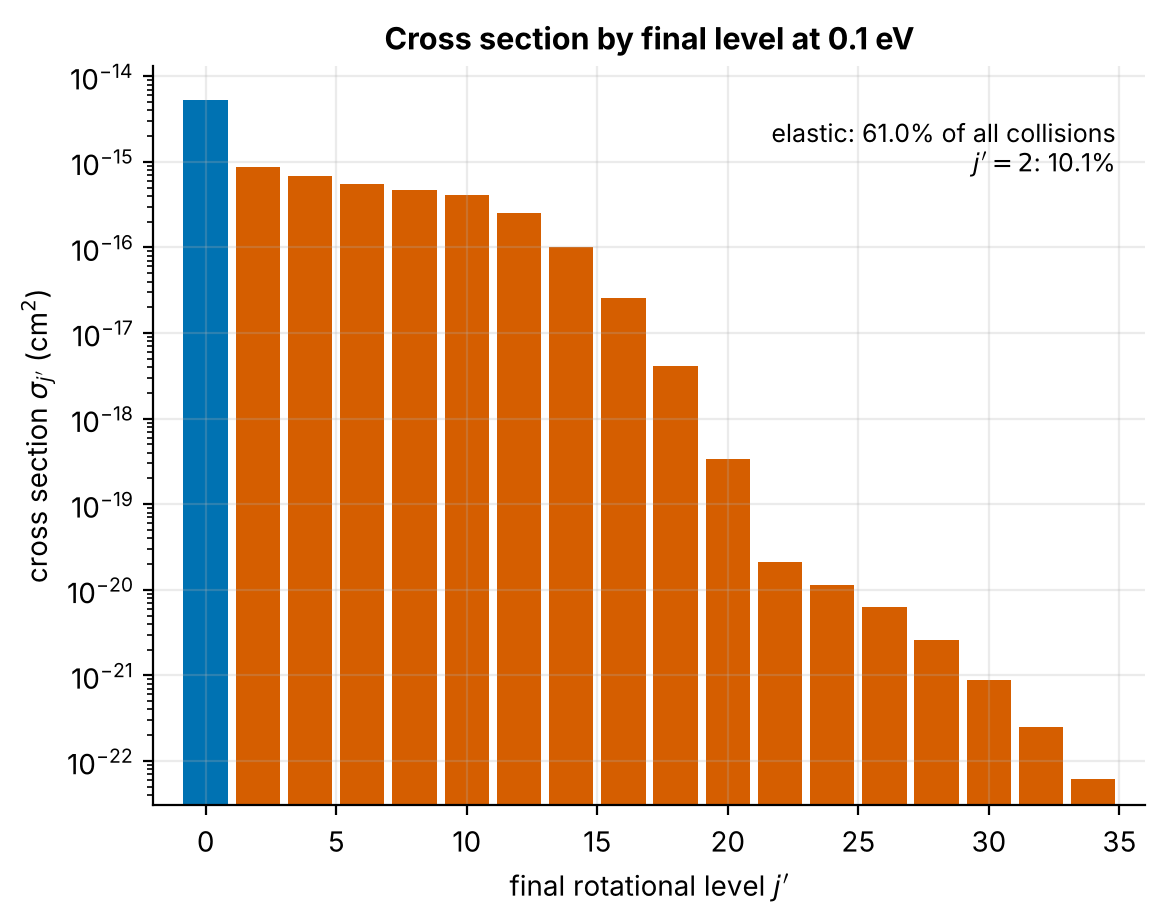 Cross section by final level at 0.1 eV
elastic: 61.0% of all collisions
j′ = 2: 10.1%
cross section σ_j′ (cm²)
10⁻¹⁴
10⁻¹⁵
10⁻¹⁶
10⁻¹⁷
10⁻¹⁸
10⁻¹⁹
10⁻²⁰
10⁻²¹
10⁻²²
0 5 10 15 20 25 30 35
final rotational level j′